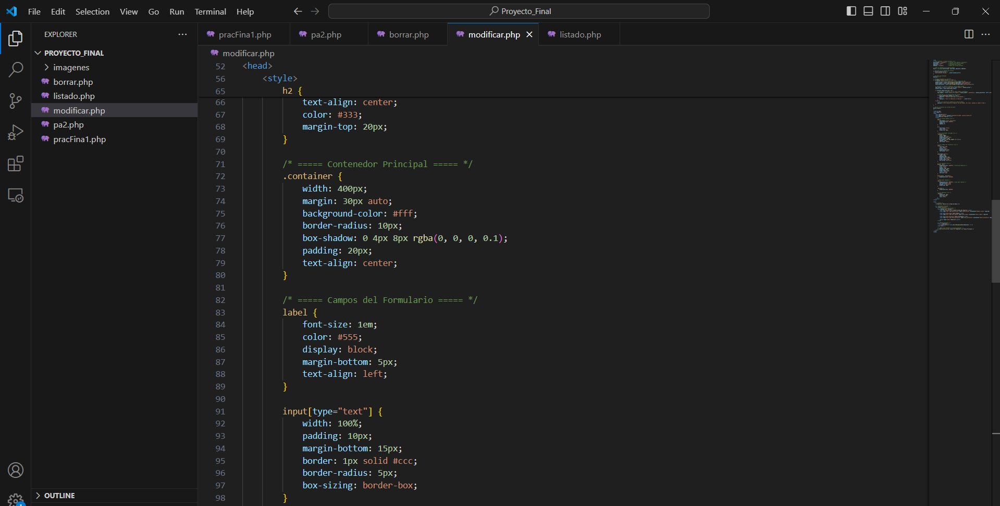 File Edit Selection View Go Run Terminal Help
Proyecto_Final
EXPLORER
PROYECTO_FINAL
imagenes
borrar.php
listado.php
modificar.php
pa2.php
pracFina1.php
OUTLINE
1
pracFina1.php pa2.php borrar.php modificar.php listado.php
modificar.php
52 <head>
56 <style>
65 h2 {
66 text-align: center;
67 color: #333;
68 margin-top: 20px;
69 }
70
71 /* ===== Contenedor Principal ===== */
72 .container {
73 width: 400px;
74 margin: 30px auto;
75 background-color: #fff;
76 border-radius: 10px;
77 box-shadow: 0 4px 8px rgba(0, 0, 0, 0.1);
78 padding: 20px;
79 text-align: center;
80 }
81
82 /* ===== Campos del Formulario ===== */
83 label {
84 font-size: 1em;
85 color: #555;
86 display: block;
87 margin-bottom: 5px;
88 text-align: left;
89 }
90
91 input[type="text"] {
92 width: 100%;
93 padding: 10px;
94 margin-bottom: 15px;
95 border: 1px solid #ccc;
96 border-radius: 5px;
97 box-sizing: border-box;
98 }